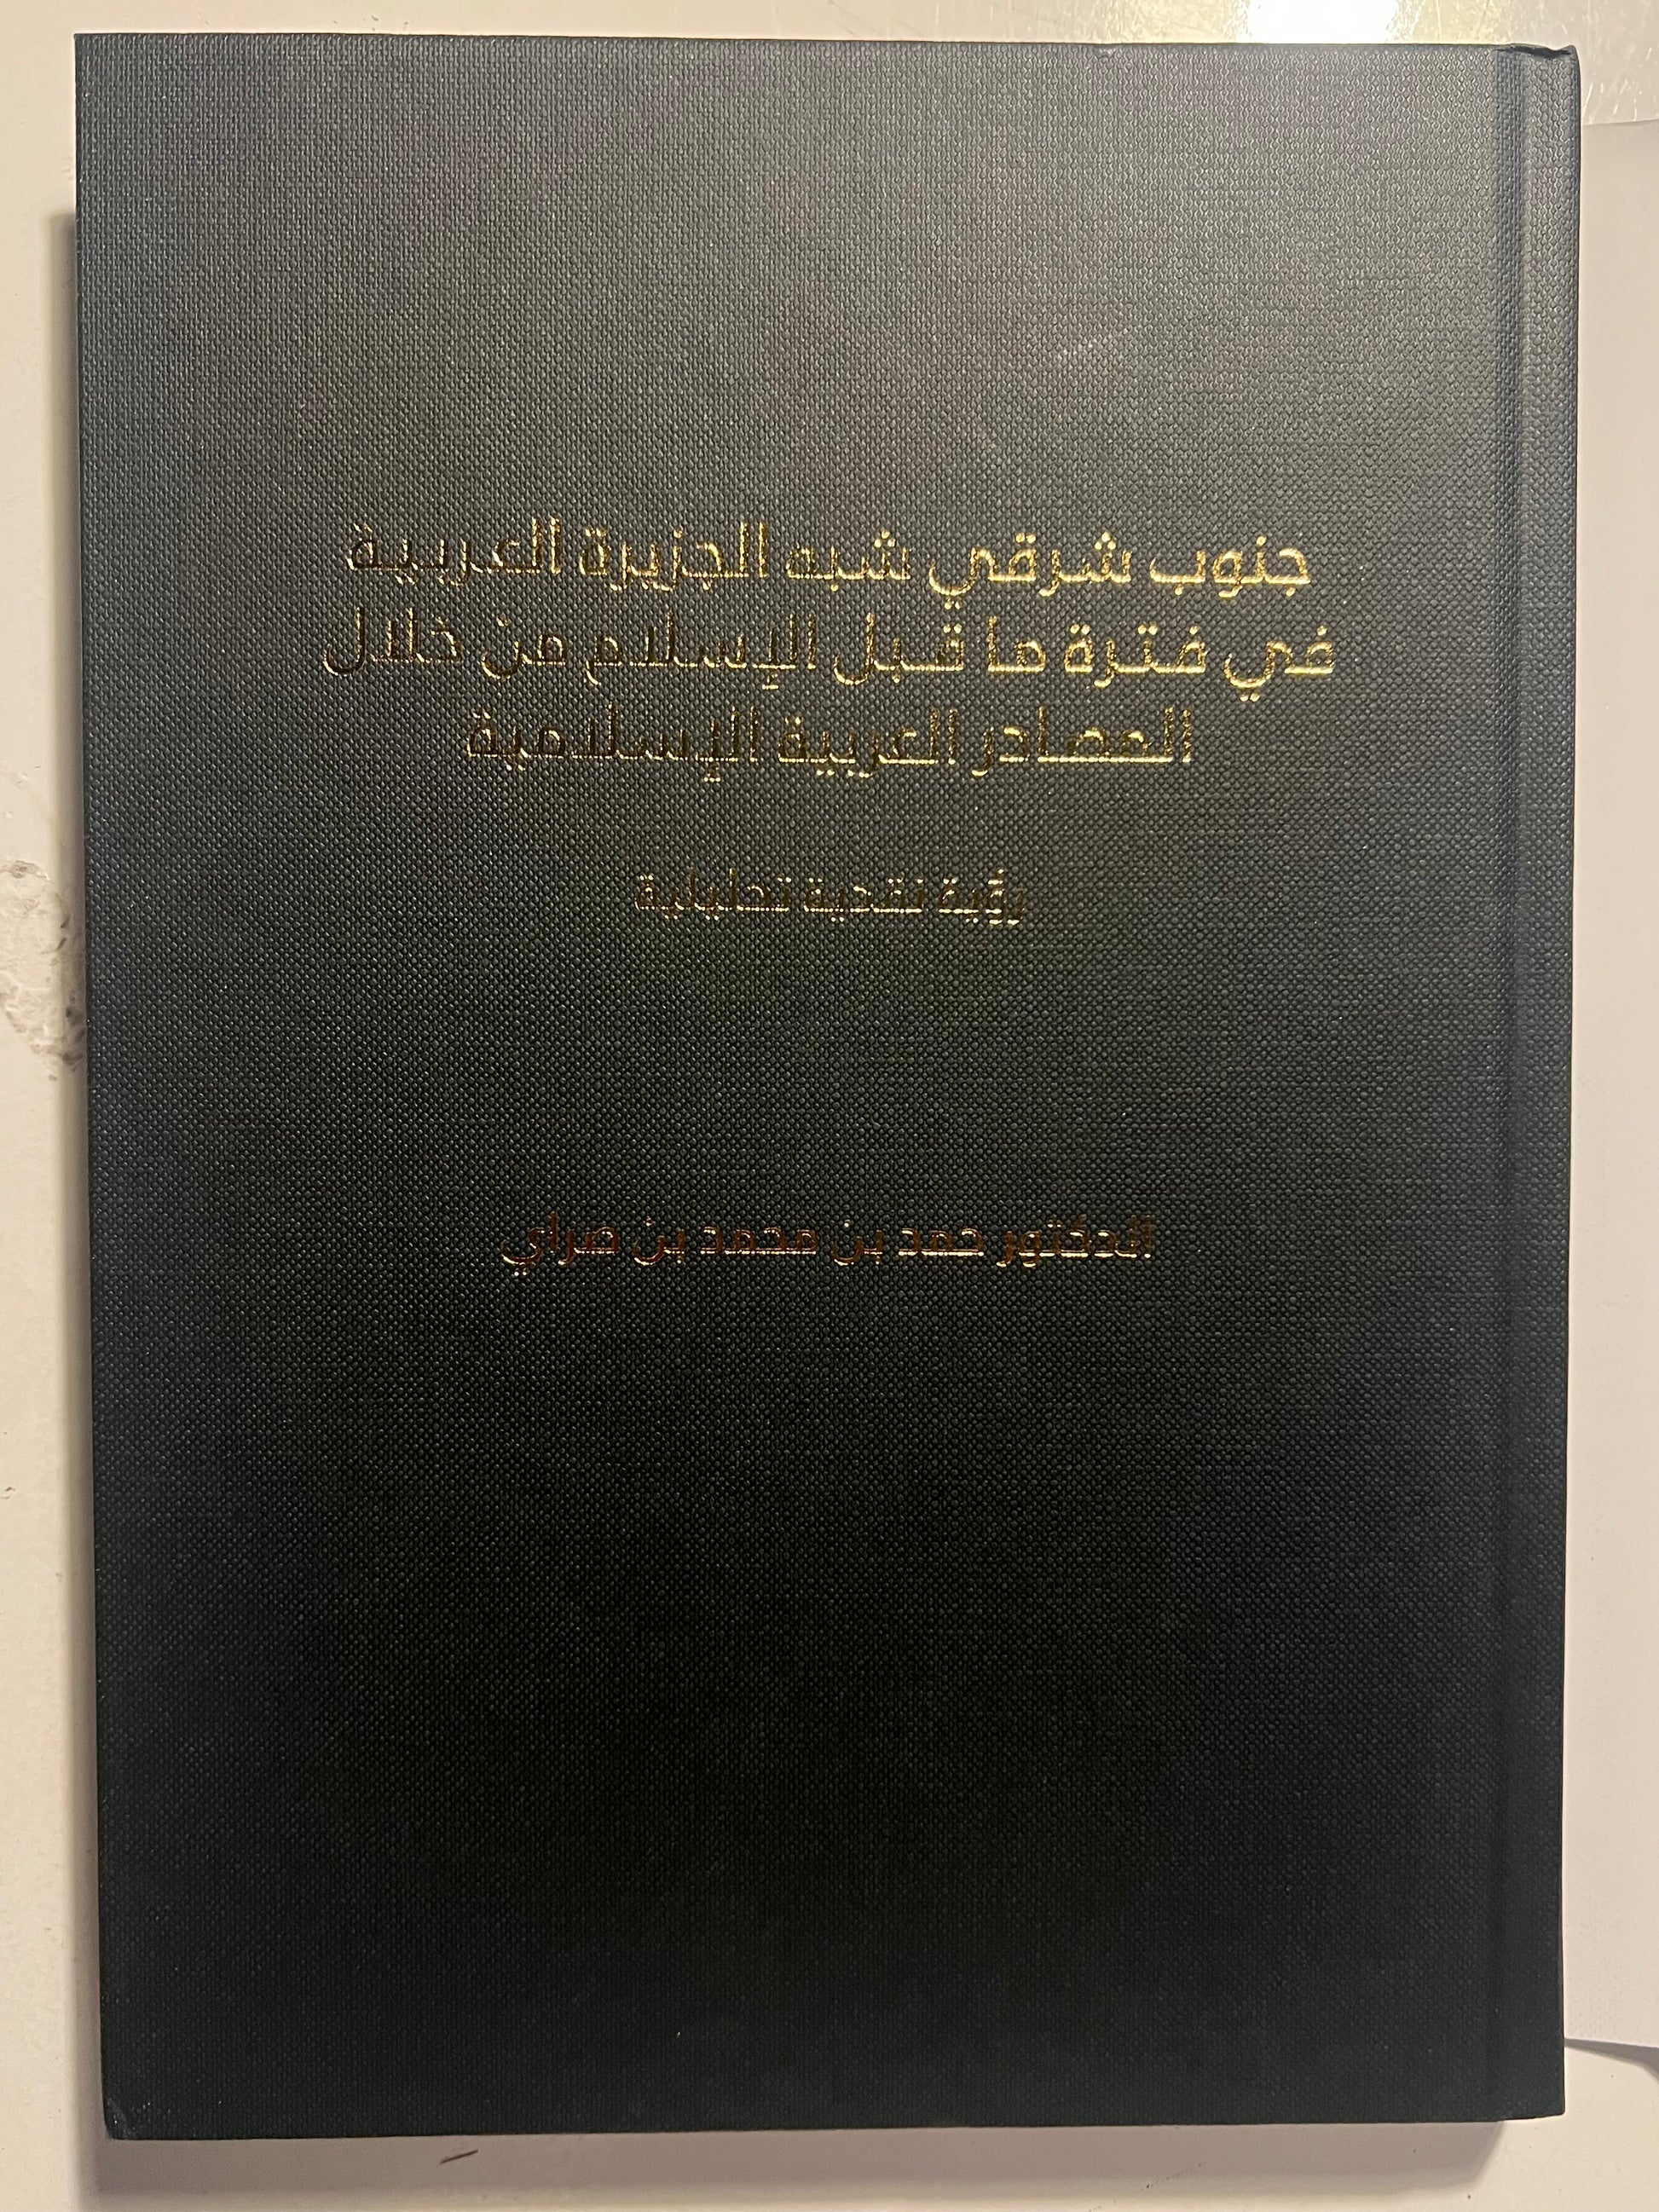 جنوب شرقي شبه الجزيرة العربية
في فترة ما قبل الإسلام من خلال
المصادر العربية الإسلامية
رؤية نقدية تحليلية
الدكتور حمد بن محمد بن صراي